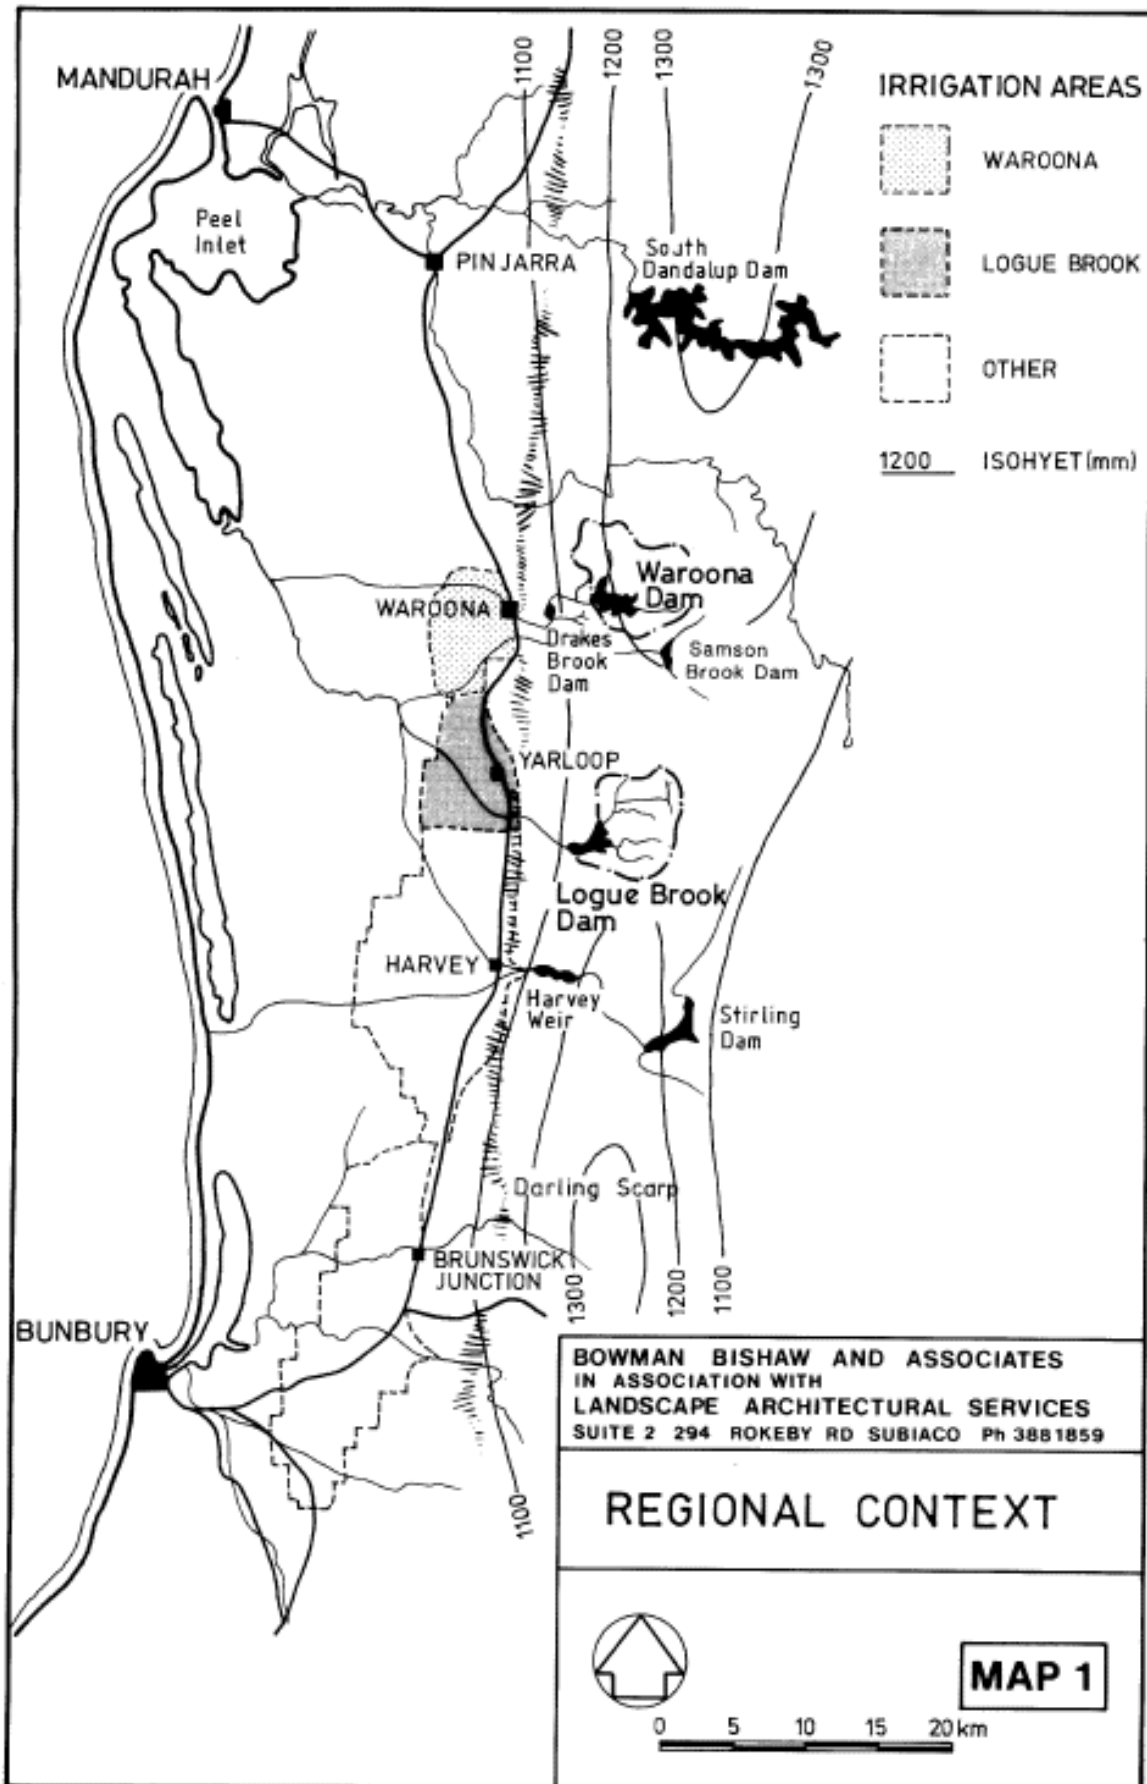 MANDURAH
1100
1200
1300
1300
IRRIGATION AREAS
WAROONA
LOGUE BROOK
OTHER
1200 ISOHYET (mm)
Peel
Inlet
PINJARRA
South
Dandalup Dam
Waroona
Dam
WAROONA
Drakes
Brook
Dam
Samson
Brook Dam
YARLOOP
Logue Brook
Dam
HARVEY
Harvey
Weir
Stirling
Dam
Darling Scarp
BRUNSWICK
JUNCTION
1300
1200
1100
BUNBURY
1100
BOWMAN BISHAW AND ASSOCIATES
IN ASSOCIATION WITH
LANDSCAPE ARCHITECTURAL SERVICES
SUITE 2 294 ROKEBY RD SUBIACO Ph 3881859
REGIONAL CONTEXT
MAP 1
0 5 10 15 20 km